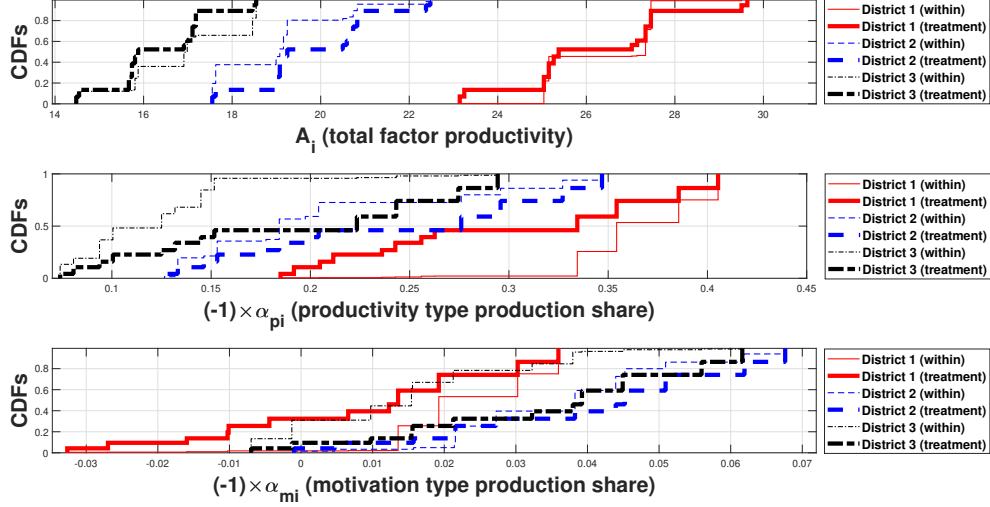 CDFs
0.8
0.6
0.4
0.2
0
14 16 18 20 22 24 26 28 30
A_i (total factor productivity)
District 1 (within)
District 1 (treatment)
District 2 (within)
District 2 (treatment)
District 3 (within)
District 3 (treatment)
CDFs
1
0.5
0
0.1 0.15 0.2 0.25 0.3 0.35 0.4 0.45
(-1)×α_pi (productivity type production share)
District 1 (within)
District 1 (treatment)
District 2 (within)
District 2 (treatment)
District 3 (within)
District 3 (treatment)
CDFs
0.8
0.6
0.4
0.2
0
-0.03 -0.02 -0.01 0 0.01 0.02 0.03 0.04 0.05 0.06 0.07
(-1)×α_mi (motivation type production share)
District 1 (within)
District 1 (treatment)
District 2 (within)
District 2 (treatment)
District 3 (within)
District 3 (treatment)